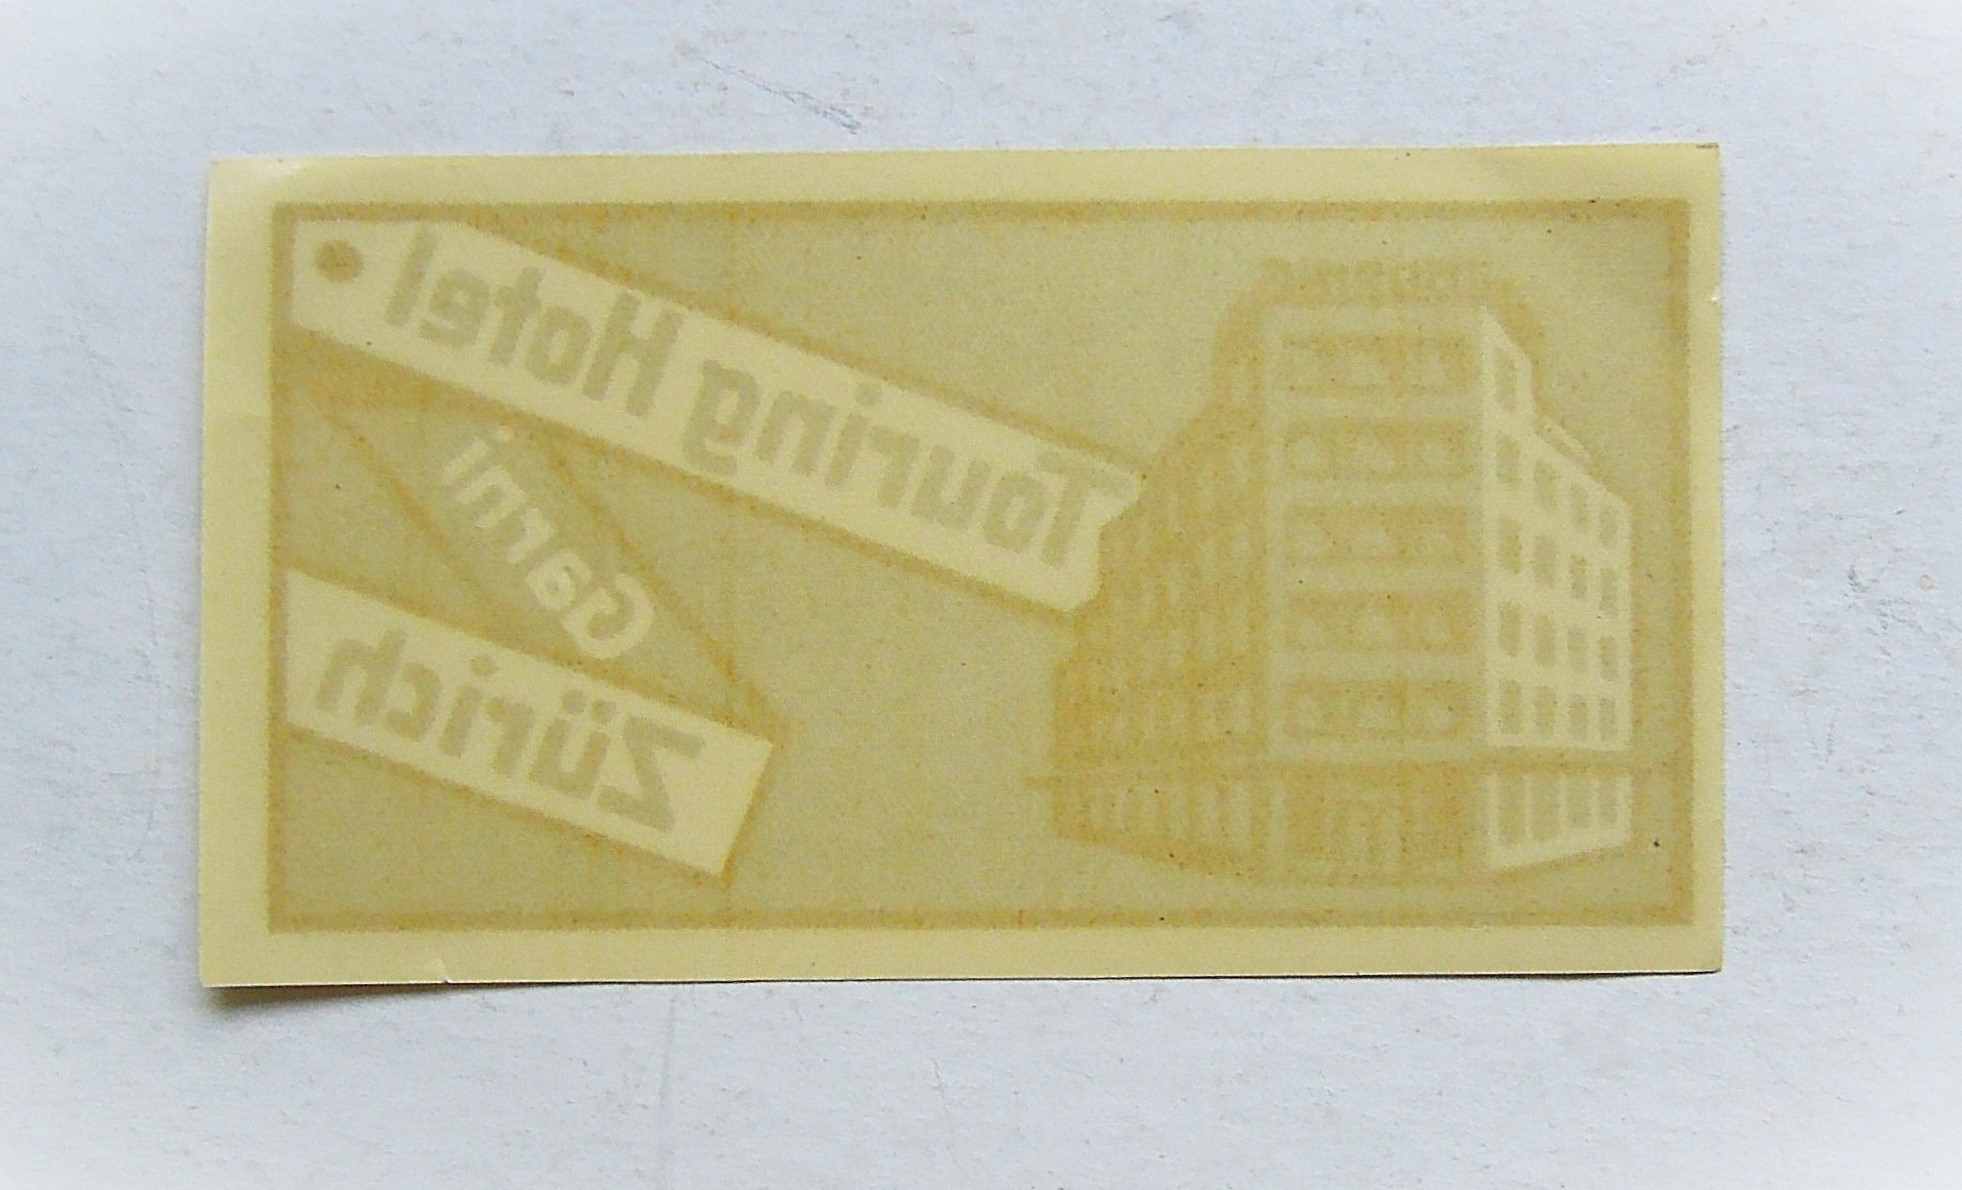 Touring Hotel
Garni
Zürich